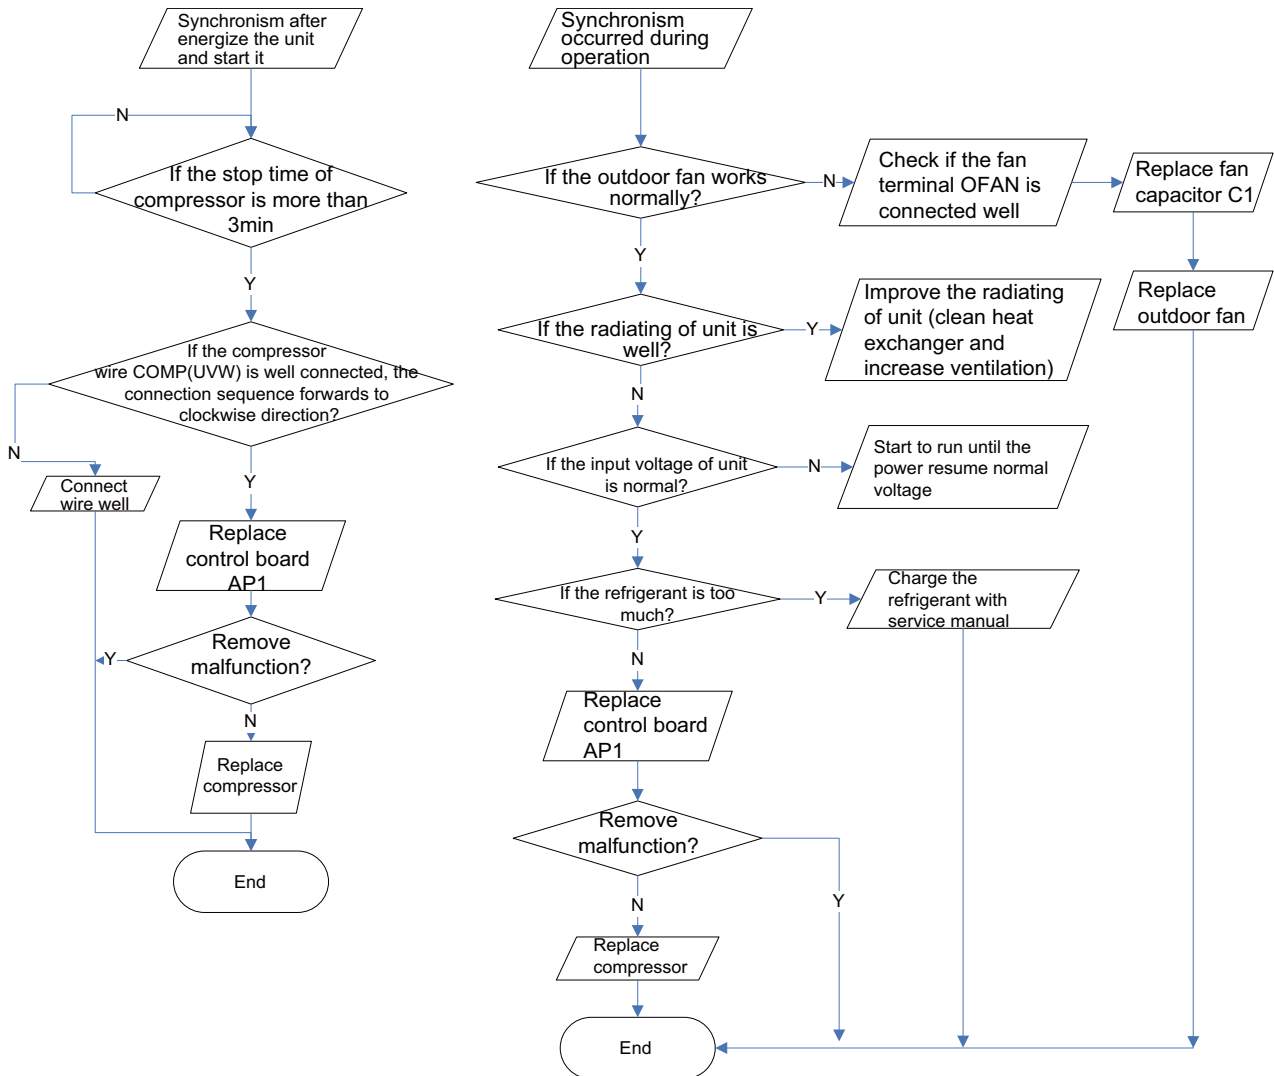 Synchronism after
energize the unit
and start it
N
If the stop time of
compressor is more than
3min
Y
If the compressor
wire COMP(UVW) is well connected, the
connection sequence forwards to
clockwise direction?
N
Connect
wire well
Y
Replace
control board
AP1
Remove
malfunction?
Y
N
Replace
compressor
End
Synchronism
occurred during
operation
If the outdoor fan works
normally?
N
Check if the fan
terminal OFAN is
connected well
Replace fan
capacitor C1
Replace
outdoor fan
Y
If the radiating of unit is
well?
Y
Improve the radiating
of unit (clean heat
exchanger and
increase ventilation)
N
If the input voltage of unit
is normal?
N
Start to run until the
power resume normal
voltage
Y
If the refrigerant is too
much?
Y
Charge the
refrigerant with
service manual
N
Replace
control board
AP1
Remove
malfunction?
Y
N
Replace
compressor
End